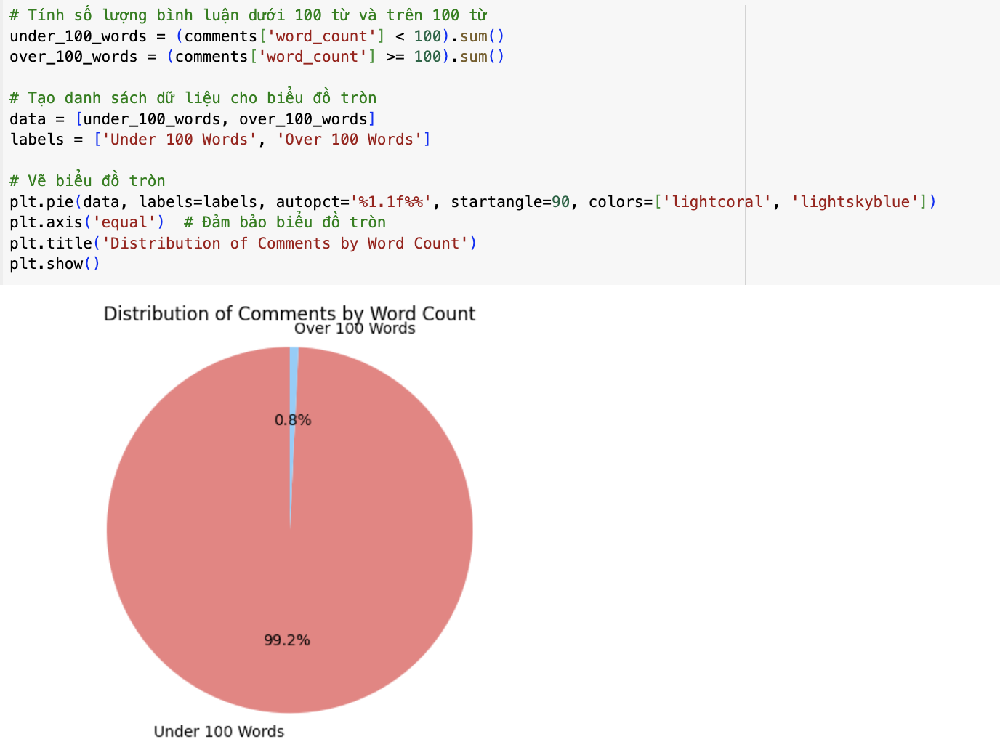 # Tính số lượng bình luận dưới 100 từ và trên 100 từ
under_100_words = (comments['word_count'] < 100).sum()
over_100_words = (comments['word_count'] >= 100).sum()
# Tạo danh sách dữ liệu cho biểu đồ tròn
data = [under_100_words, over_100_words]
labels = ['Under 100 Words', 'Over 100 Words']
# Vẽ biểu đồ tròn
plt.pie(data, labels=labels, autopct='%1.1f%%', startangle=90, colors=['lightcoral', 'lightskyblue'])
plt.axis('equal')  # Đảm bảo biểu đồ tròn
plt.title('Distribution of Comments by Word Count')
plt.show()
Distribution of Comments by Word Count
Over 100 Words
0.8%
99.2%
Under 100 Words